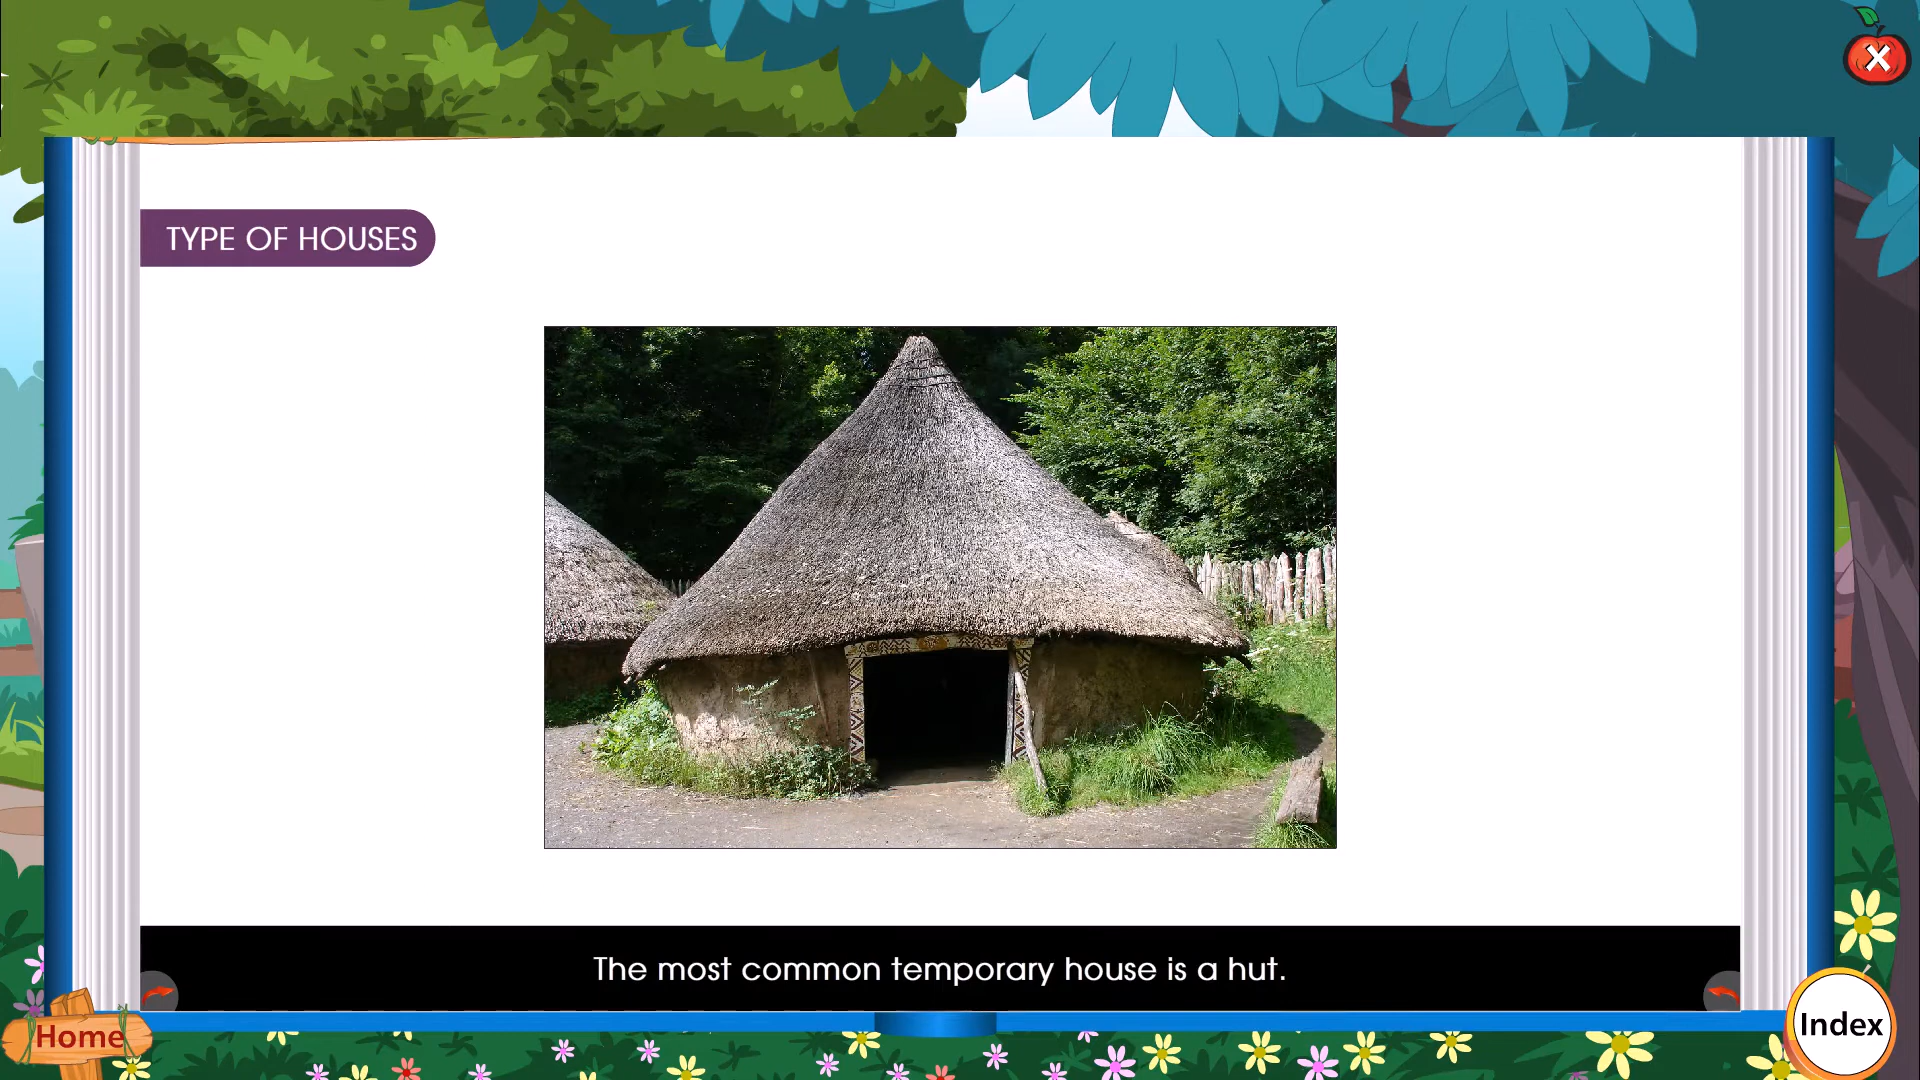 TYPE OF HOUSES
The most common temporary house is a hut.
Home
Index